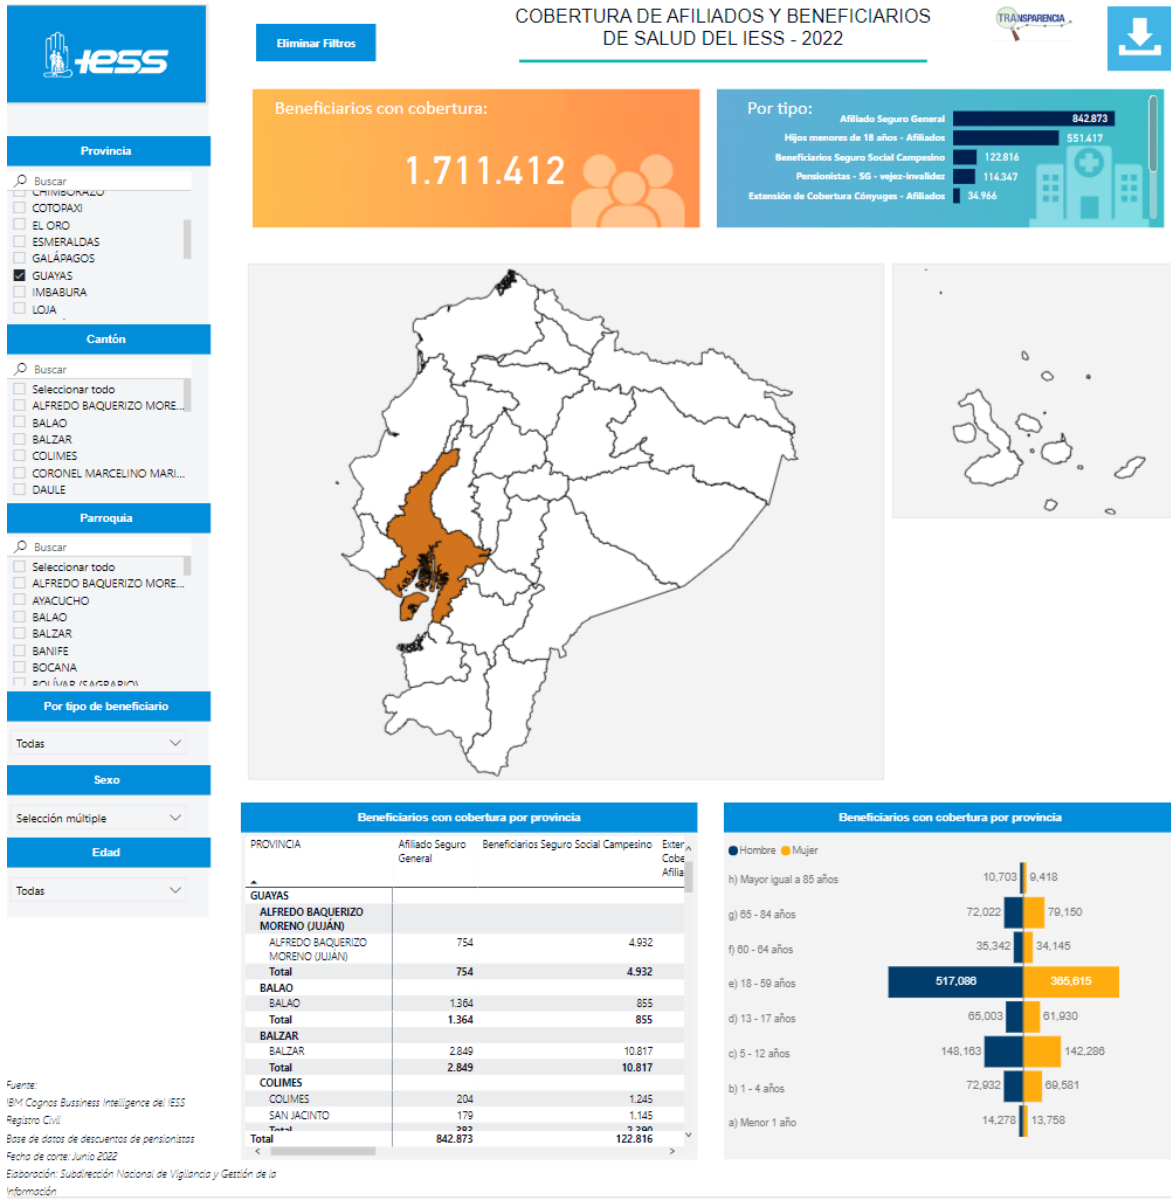 iess
Eliminar Filtros
COBERTURA DE AFILIADOS Y BENEFICIARIOS
DE SALUD DEL IESS - 2022
TRANSPARENCIA
Beneficiarios con cobertura:
1.711.412
Por tipo:
Afiliado Seguro General 842.873
Hijos menores de 18 años - Afiliados 551.417
Beneficiarios Seguro Social Campesino 122.816
Pensionistas - SG - vejez-invalidez 114.347
Extensión de Cobertura Cónyuges - Afiliados 34.966
Provincia
Buscar
CHIMBORAZO
COTOPAXI
EL ORO
ESMERALDAS
GALÁPAGOS
GUAYAS
IMBABURA
LOJA
Cantón
Buscar
Seleccionar todo
ALFREDO BAQUERIZO MORE...
BALAO
BALZAR
COLIMES
CORONEL MARCELINO MARI...
DAULE
Parroquia
Buscar
Seleccionar todo
ALFREDO BAQUERIZO MORE...
AYACUCHO
BALAO
BALZAR
BANIFE
BOCANA
BOLÍVAR (SAGRARIO)
Por tipo de beneficiario
Todas
Sexo
Selección múltiple
Edad
Todas
Beneficiarios con cobertura por provincia
PROVINCIA Afiliado Seguro General Beneficiarios Seguro Social Campesino Exter Cobe Afilia
GUAYAS
ALFREDO BAQUERIZO
MORENO (JUJÁN)
ALFREDO BAQUERIZO MORENO (JUJAN) 754 4.932
Total 754 4.932
BALAO
BALAO 1.364 855
Total 1.364 855
BALZAR
BALZAR 2.849 10.817
Total 2.849 10.817
COLIMES
COLIMES 204 1.245
SAN JACINTO 179 1.145
Total 383 2.390
Total 842.873 122.816
Beneficiarios con cobertura por provincia
Hombre Mujer
h) Mayor igual a 85 años 10,703 9,418
g) 65 - 84 años 72,022 79,150
f) 60 - 64 años 35,342 34,145
e) 18 - 59 años 517,086 365,615
d) 13 - 17 años 65,003 61,930
c) 5 - 12 años 148,163 142,286
b) 1 - 4 años 72,932 69,581
a) Menor 1 año 14,278 13,758
Fuente:
IBM Cognos Bussiness Intelligence del IESS
Registro Civil
Base de datos de descuentos de pensionistas
Fecha de corte: Junio 2022
Elaboración: Subdirección Nacional de Vigilancia y Gestión de la
Información